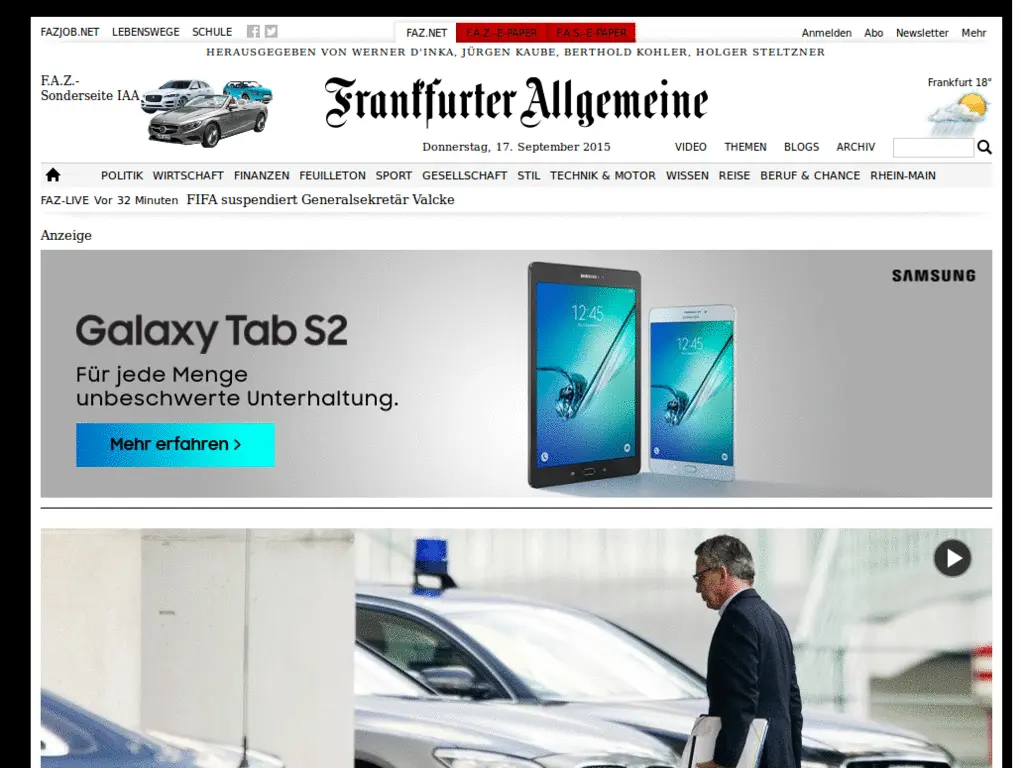 FAZJOB.NET LEBENSWEGE SCHULE FAZ.NET F.A.Z.-E-PAPER F.A.S.-E-PAPER Anmelden Abo Newsletter Mehr
HERAUSGEGEBEN VON WERNER D'INKA, JÜRGEN KAUBE, BERTHOLD KOHLER, HOLGER STELTZNER
F.A.Z.-
Sonderseite IAA
Frankfurter Allgemeine
Frankfurt 18°
Donnerstag, 17. September 2015 VIDEO THEMEN BLOGS ARCHIV
POLITIK WIRTSCHAFT FINANZEN FEUILLETON SPORT GESELLSCHAFT STIL TECHNIK & MOTOR WISSEN REISE BERUF & CHANCE RHEIN-MAIN
FAZ-LIVE Vor 32 Minuten FIFA suspendiert Generalsekretär Valcke
Anzeige
SAMSUNG
Galaxy Tab S2
Für jede Menge
unbeschwerte Unterhaltung.
Mehr erfahren >
SAMSUNG
12:45
12:45